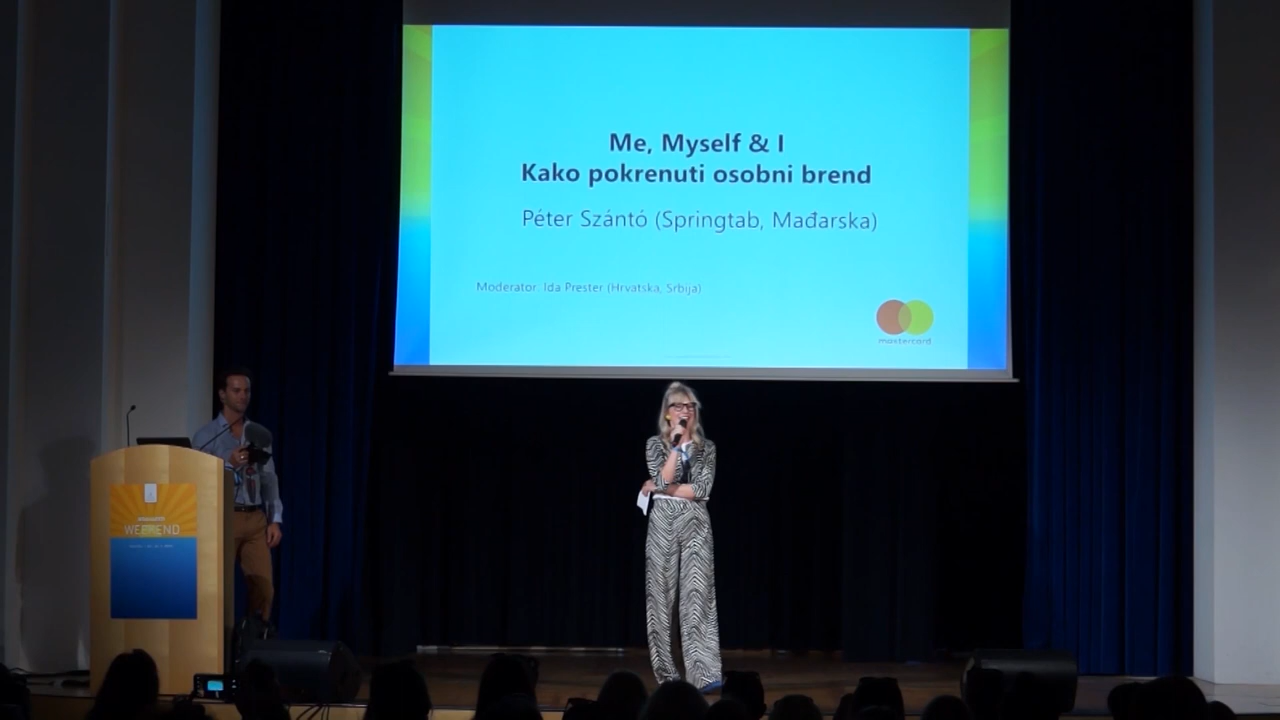 Me, Myself & I
Kako pokrenuti osobni brend
Péter Szántó (Springtab, Mađarska)
Moderator: Ida Prester (Hrvatska, Srbija)
mastercard
WEEKEND